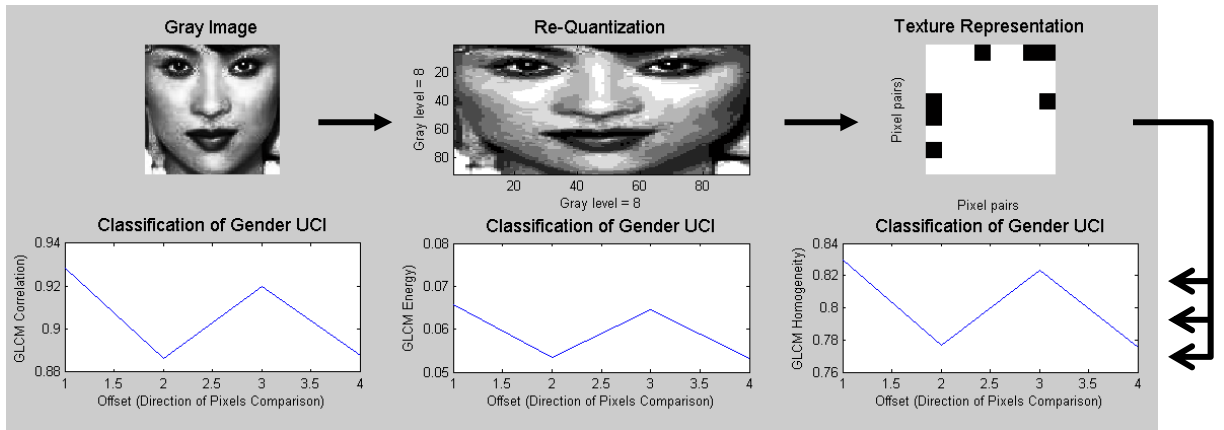 Gray Image
Re-Quantization
Texture Representation
Gray level = 8
20
40
60
80
20 40 60 80
Gray level = 8
Pixel pairs)
Pixel pairs
Classification of Gender UCI
GLCM Correlation)
0.94
0.92
0.9
0.88
1 1.5 2 2.5 3 3.5 4
Offset (Direction of Pixels Comparison)
Classification of Gender UCI
GLCM Energy)
0.08
0.07
0.06
0.05
1 1.5 2 2.5 3 3.5 4
Offset (Direction of Pixels Comparison)
Classification of Gender UCI
GLCM Homogeneity)
0.84
0.82
0.8
0.78
0.76
1 1.5 2 2.5 3 3.5 4
Offset (Direction of Pixels Comparison)